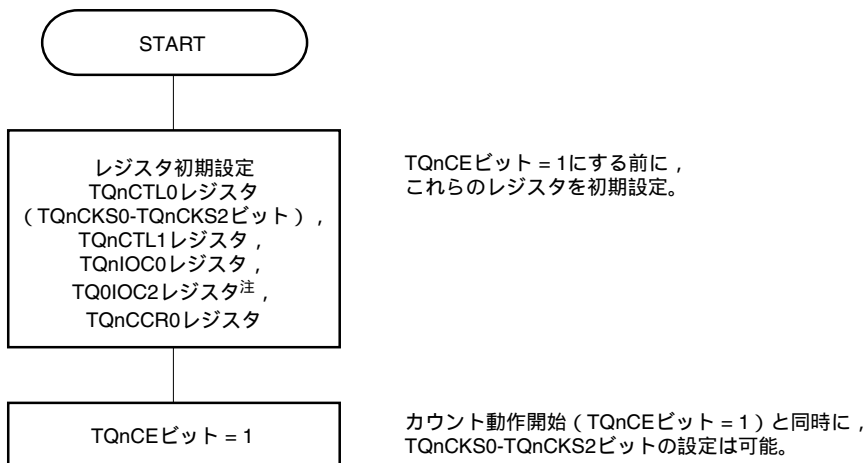 START
レジスタ初期設定
TQnCTL0レジスタ
（TQnCKS0-TQnCKS2ビット），
TQnCTL1レジスタ，
TQnIOC0レジスタ，
TQ0IOC2レジスタ注，
TQnCCR0レジスタ
TQnCEビット = 1にする前に，
これらのレジスタを初期設定。
TQnCEビット = 1
カウント動作開始（TQnCEビット = 1）と同時に，
TQnCKS0-TQnCKS2ビットの設定は可能。